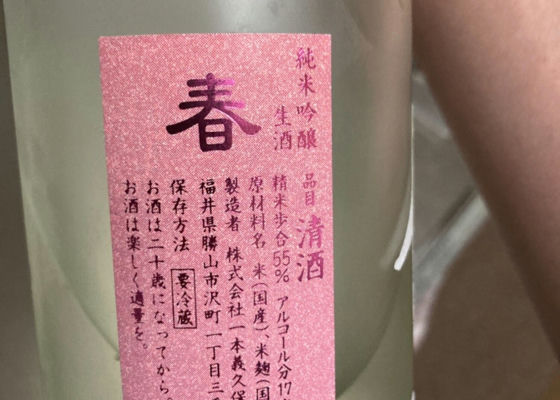 純米吟醸
生酒
春
品目 清酒
精米歩合55% アルコール分17
原材料名 米(国産)、米麹(国
製造者 株式会社一本義久保
福井県勝山市沢町一丁目三
保存方法 要冷蔵
お酒は二十歳になってから。
お酒は楽しく適量を。